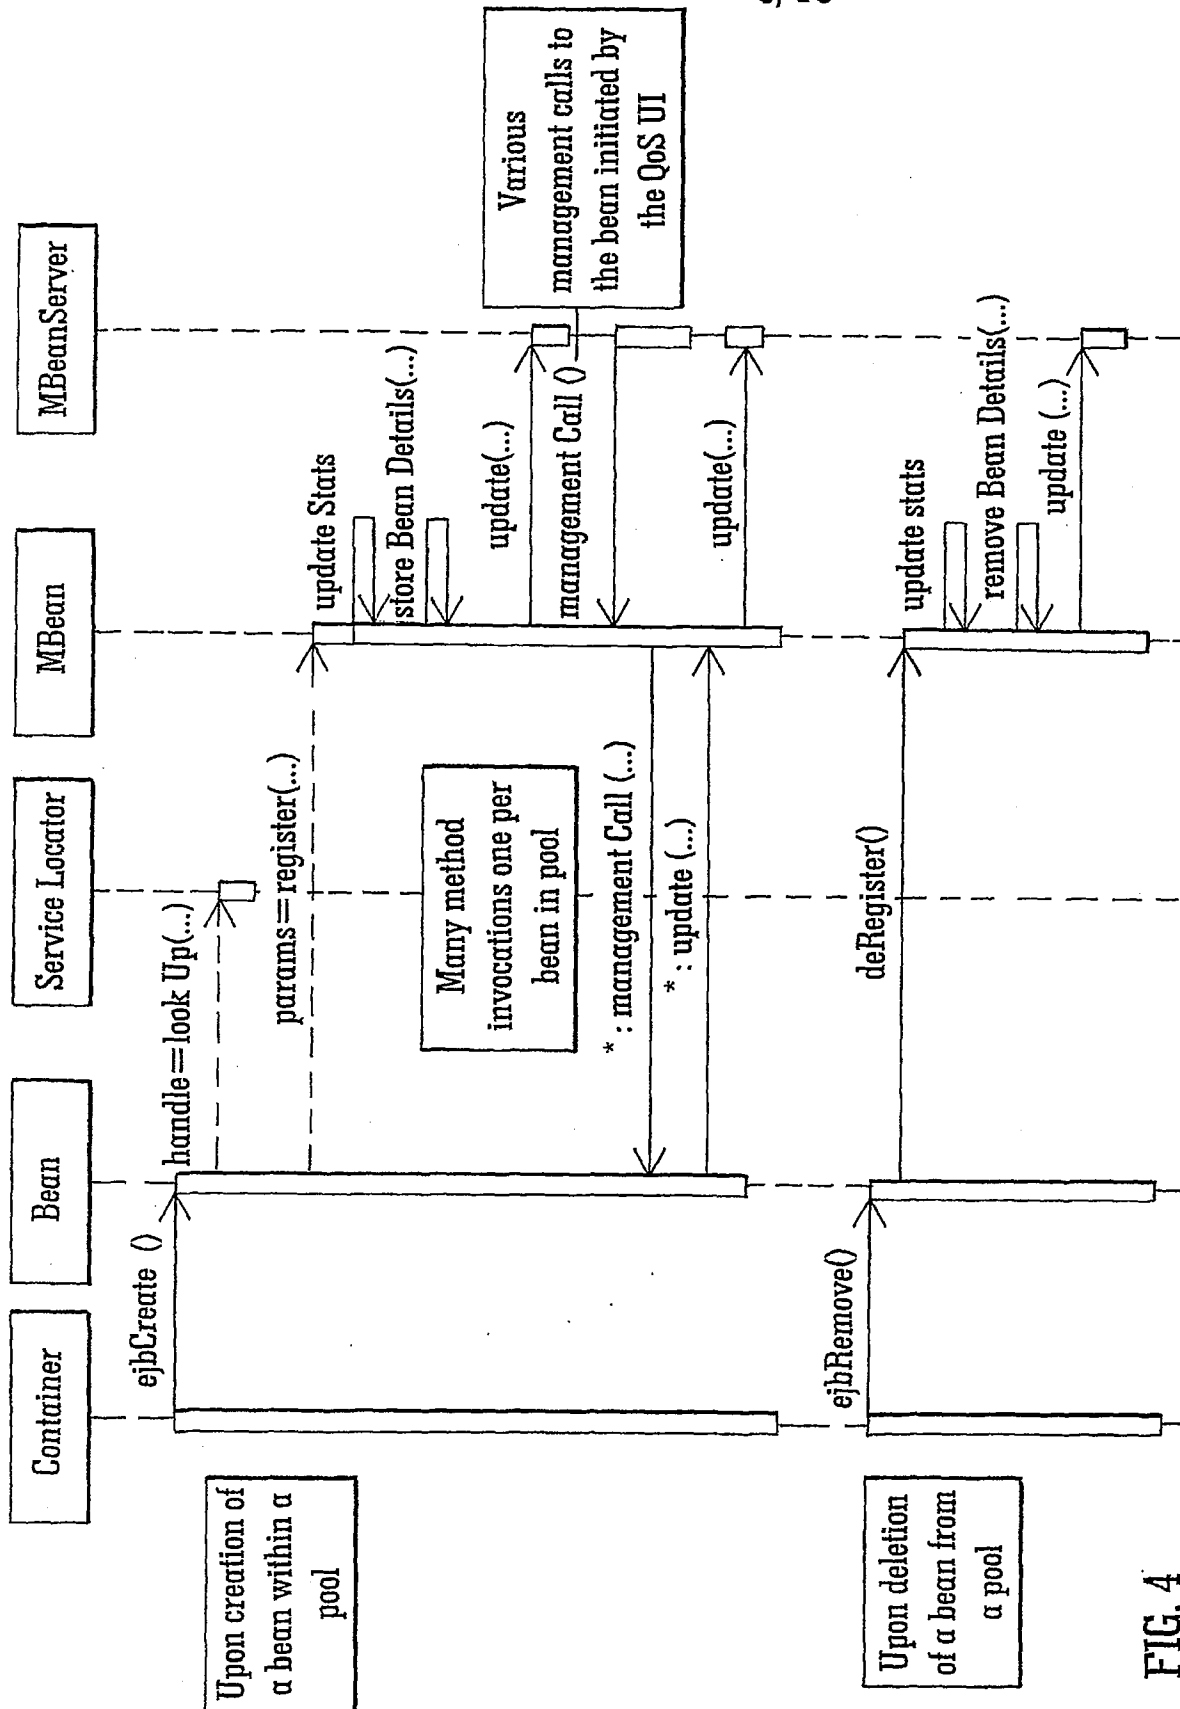 Container
Bean
Service Locator
MBean
MBeanServer
Upon creation of
a bean within a
pool
ejbCreate ()
handle=look Up(...)
params=register(...)
update Stats
store Bean Details(...)
update(...)
management Call ()
Various
management calls to
the bean initiated by
the QoS UI
Many method
invocations one per
bean in pool
* : management Call (...)
* : update (...)
update(...)
Upon deletion
of a bean from
a pool
ejbRemove()
deRegister()
update stats
remove Bean Details(...)
update (...)
FIG. 4